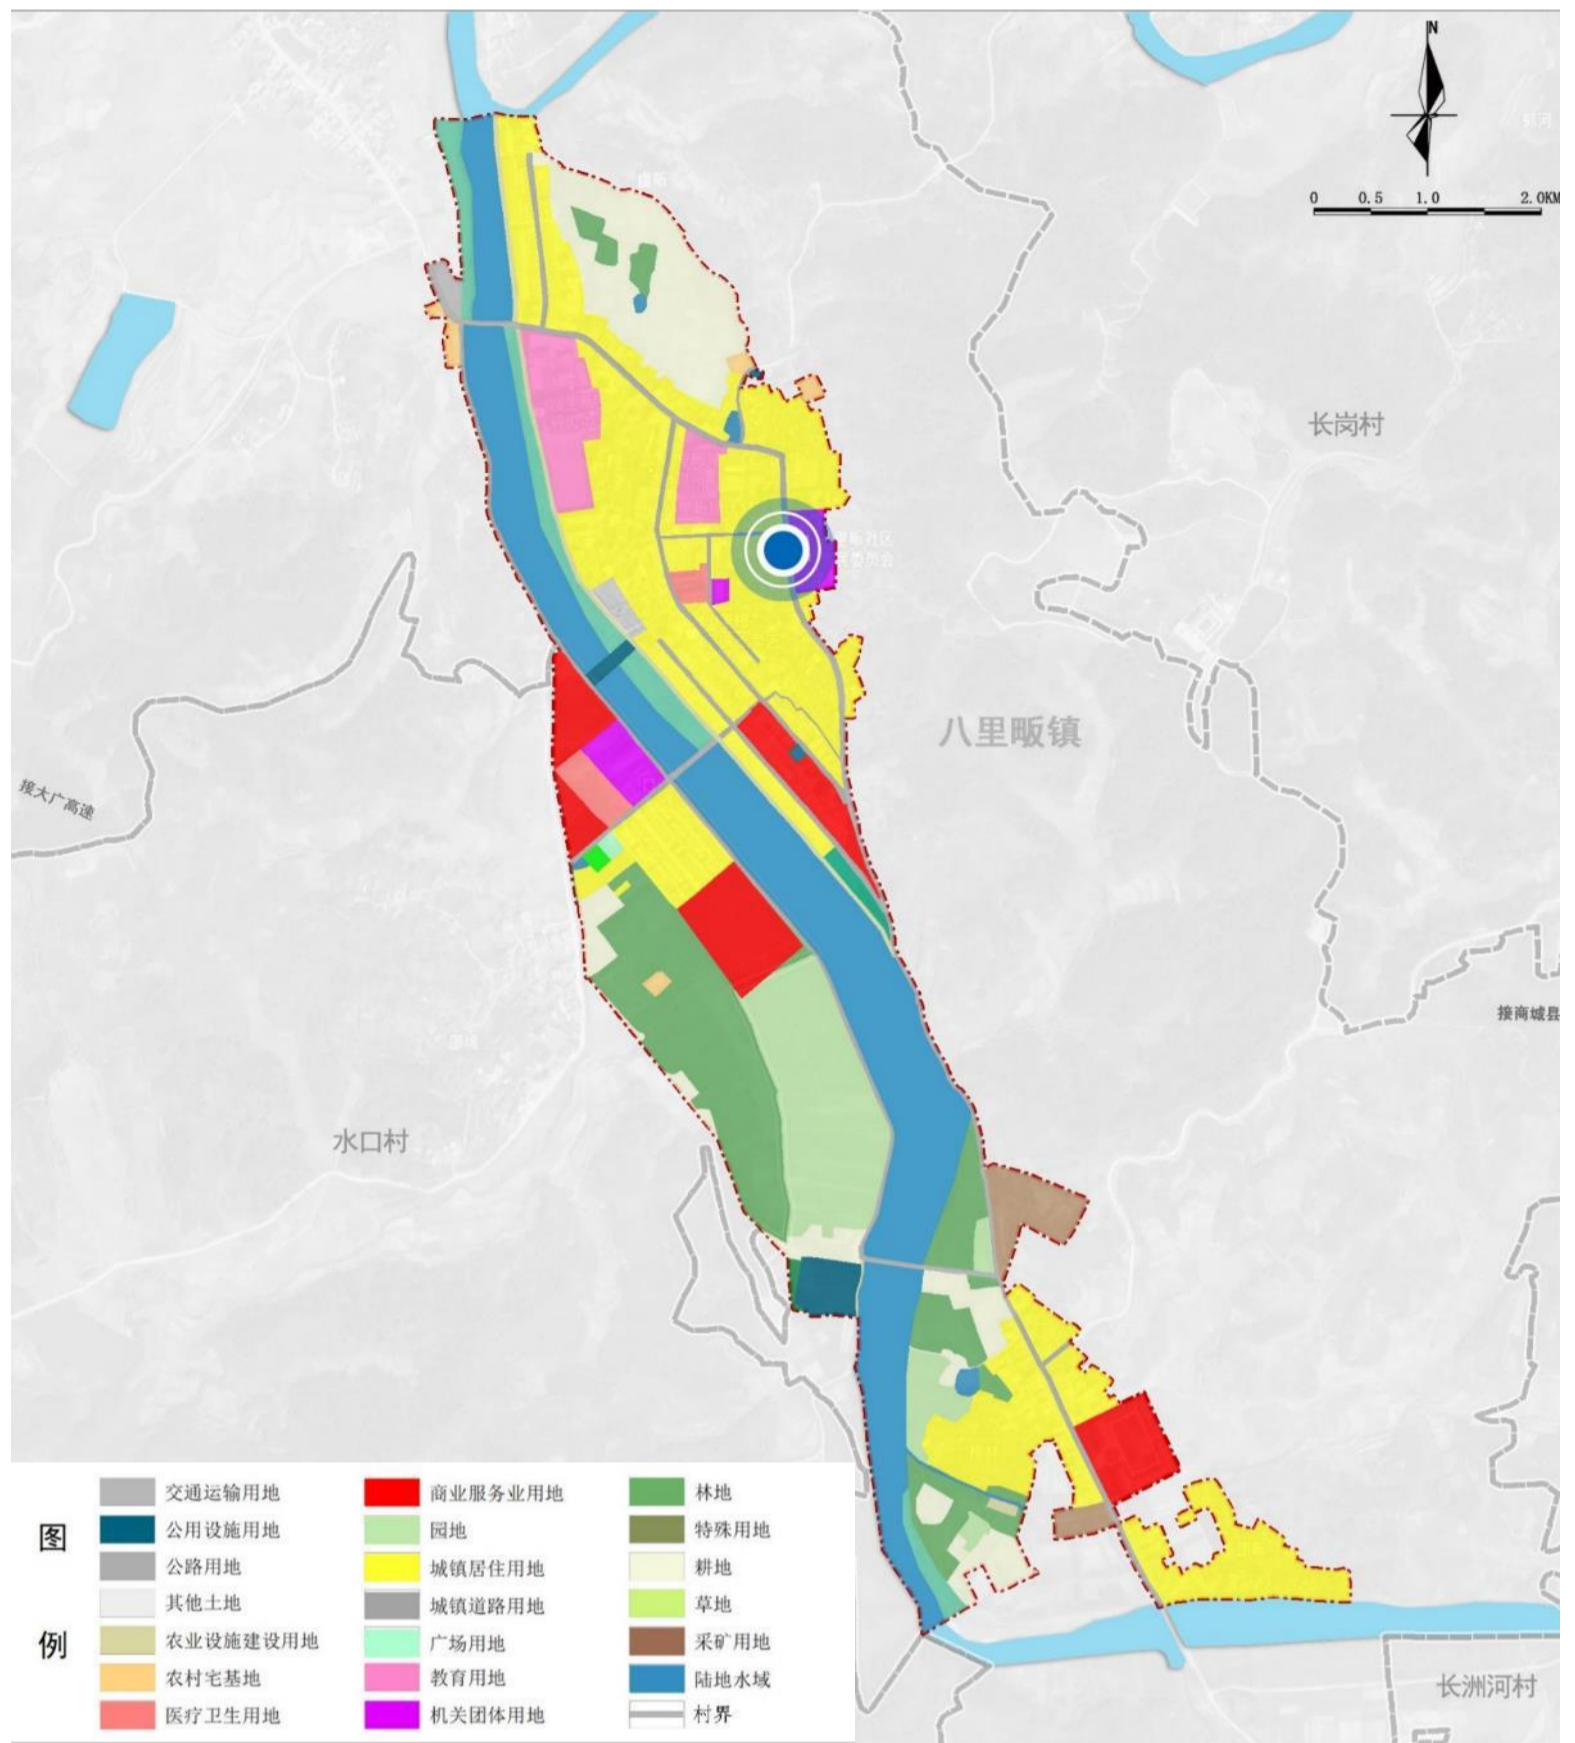 N
0 0.5 1.0 2.0KM
长岗村
八里畈镇
接大广高速
接商城县
水口村
长洲河村
图例
交通运输用地
公用设施用地
公路用地
其他土地
农业设施建设用地
农村宅基地
医疗卫生用地
商业服务业用地
园地
城镇居住用地
城镇道路用地
广场用地
教育用地
机关团体用地
林地
特殊用地
耕地
草地
采矿用地
陆地水域
村界